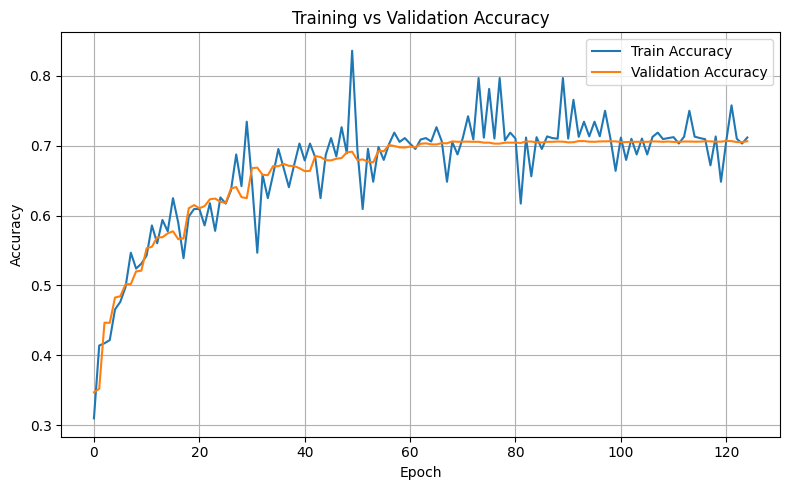 Training vs Validation Accuracy
Train Accuracy
Validation Accuracy
Accuracy
0.8
0.7
0.6
0.5
0.4
0.3
0 20 40 60 80 100 120
Epoch